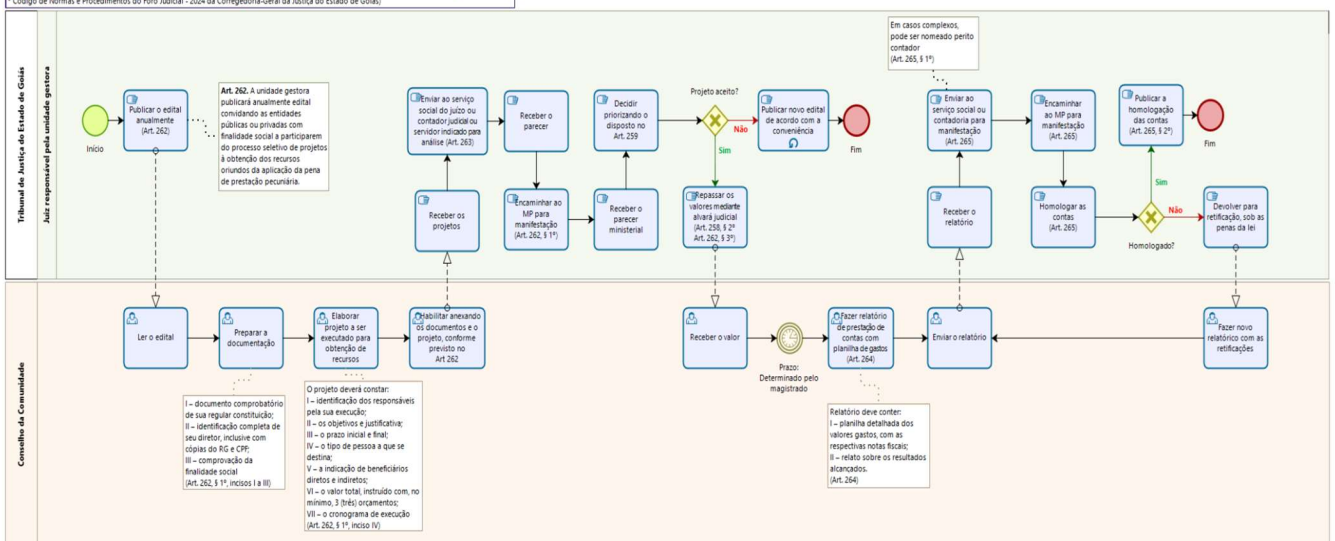 * Código de Normas e Procedimentos do Foro Judicial - 2024 da Corregedoria-Geral da Justiça do Estado de Goiás)
Tribunal de Justiça do Estado de Goiás
Juiz responsável pela unidade gestora
Início
Publicar o edital
anualmente
(Art. 262)
Art. 262. A unidade gestora
publicará anualmente edital
convidando as entidades
públicas ou privadas com
finalidade social a participarem
do processo seletivo de projetos
à obtenção dos recursos
oriundos da aplicação da pena
de prestação pecuniária.
Enviar ao serviço
social do juízo ou
contador judicial ou
servidor indicado para
análise (Art. 263)
Receber o
parecer
Decidir
priorizando o
disposto no
Art. 259
Projeto aceito?
Não
Sim
Publicar novo edital
de acordo com a
conveniência
Fim
Receber os
projetos
Encaminhar ao
MP para
manifestação
(Art. 262, § 1º)
Receber o
parecer
ministerial
Repassar os
valores mediante
alvará judicial
(Art. 258, § 2º
Art. 262, § 3º)
Em casos complexos,
pode ser nomeado perito
contador
(Art. 265, § 1º)
Enviar ao
serviço social ou
contadoria para
manifestação
(Art. 265)
Encaminhar
ao MP para
manifestação
(Art. 265)
Publicar a
homologação
das contas
(Art. 265, § 2º)
Fim
Receber o
relatório
Homologar as
contas
(Art. 265)
Sim
Não
Homologado?
Devolver para
retificação, sob as
penas da lei
Conselho da Comunidade
Ler o edital
Preparar a
documentação
Elaborar
projeto a ser
executado para
obtenção de
recursos
Habilitar anexando
os documentos e o
projeto, conforme
previsto no
Art 262
Receber o valor
Prazo:
Determinado pelo
magistrado
Fazer relatório
de prestação de
contas com
planilha de gastos
(Art. 264)
Enviar o relatório
Fazer novo
relatórico com as
retificações
I – documento comprobatório
de sua regular constituição;
II – identificação completa de
seu diretor, inclusive com
cópias do RG e CPF;
III – comprovação da
finalidade social
(Art. 262, § 1º, incisos I a III)
O projeto deverá constar:
I – identificação dos responsáveis
pela sua execução;
II – os objetivos e justificativa;
III – o prazo inicial e final;
IV – o tipo de pessoa a que se
destina;
V – a indicação de beneficiários
diretos e indiretos;
VI – o valor total, instruído com, no
mínimo, 3 (três) orçamentos;
VII – o cronograma de execução
(Art. 262, § 1º, inciso IV)
Relatório deve conter:
I – planilha detalhada dos
valores gastos, com as
respectivas notas fiscais;
II – relato sobre os resultados
alcançados.
(Art. 264)